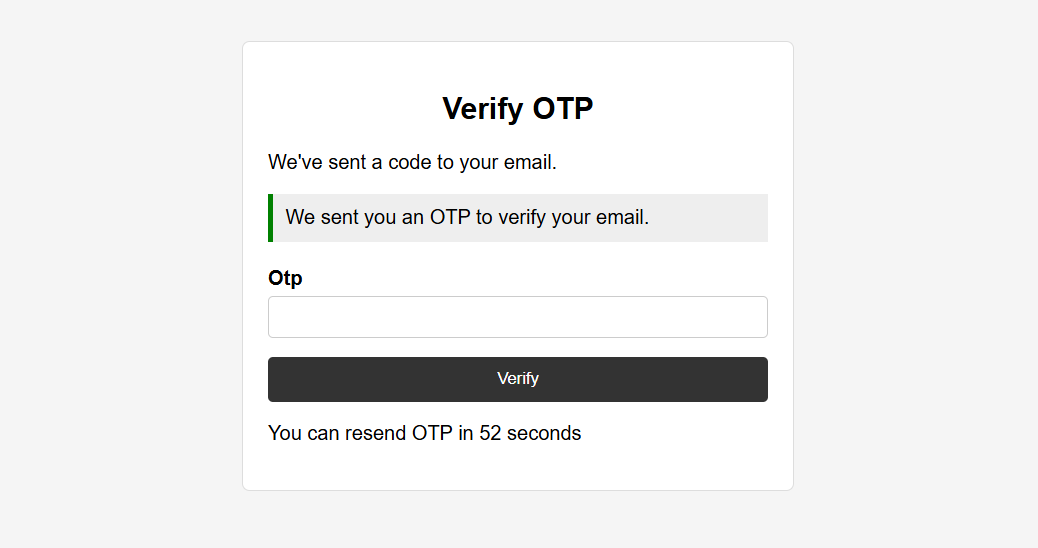 Verify OTP
We've sent a code to your email.
We sent you an OTP to verify your email.
Otp
Verify
You can resend OTP in 52 seconds